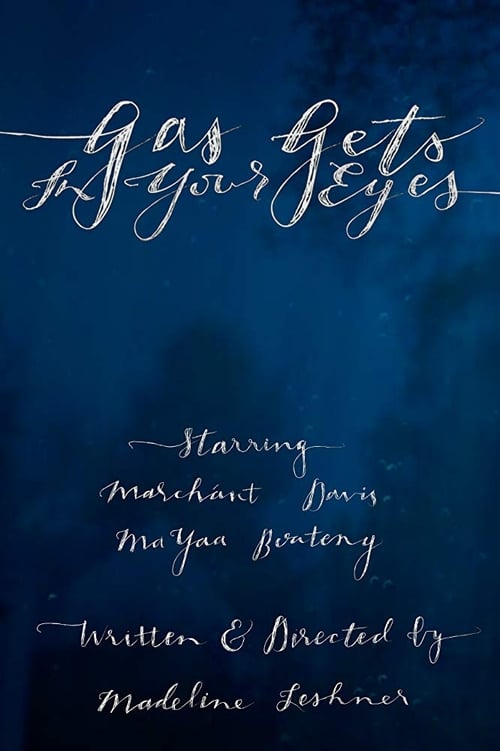 Gas Gets
In Your Eyes
Starring
Marchánt Davis
MaYaa Boateng
Written & Directed by
Madeline Leshner